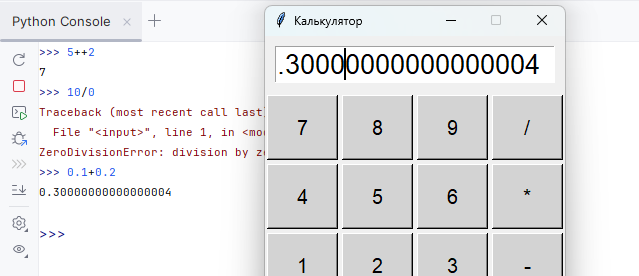 Python Console
>>> 5++2
7
>>> 10/0
Traceback (most recent call last)
File "<input>", line 1, in <mo
ZeroDivisionError: division by ze
>>> 0.1+0.2
0.30000000000000004
>>>
Калькулятор
.30000000000000004
7 8 9 /
4 5 6 *
1 2 3 -